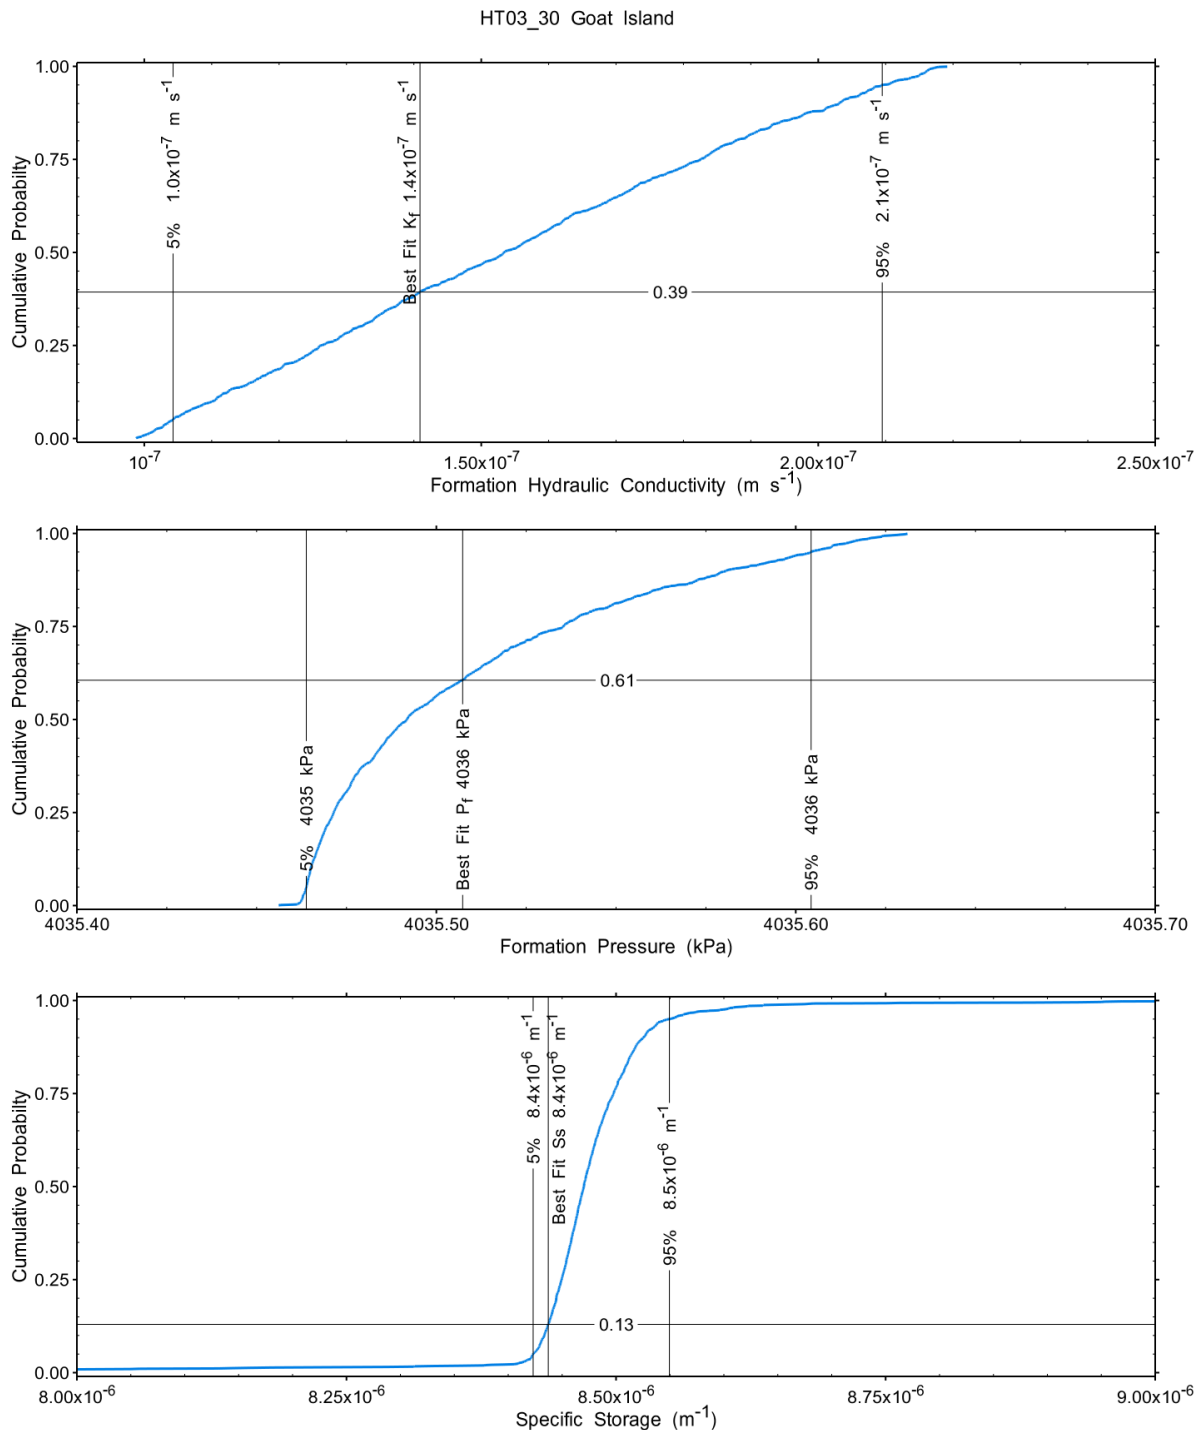 HT03_30 Goat Island
Cumulative Probabilty
1.00
0.75
0.50
0.25
0.00
5% 1.0x10⁻⁷ m s⁻¹
Best Fit K_f 1.4x10⁻⁷ m s⁻¹
95% 2.1x10⁻⁷ m s⁻¹
0.39
10⁻⁷ 1.50x10⁻⁷ 2.00x10⁻⁷ 2.50x10⁻⁷
Formation Hydraulic Conductivity (m s⁻¹)
Cumulative Probabilty
1.00
0.75
0.50
0.25
0.00
5% 4035 kPa
Best Fit P_f 4036 kPa
95% 4036 kPa
0.61
4035.40 4035.50 4035.60 4035.70
Formation Pressure (kPa)
Cumulative Probabilty
1.00
0.75
0.50
0.25
0.00
5% 8.4x10⁻⁶ m⁻¹
Best Fit Ss 8.4x10⁻⁶ m⁻¹
95% 8.5x10⁻⁶ m⁻¹
0.13
8.00x10⁻⁶ 8.25x10⁻⁶ 8.50x10⁻⁶ 8.75x10⁻⁶ 9.00x10⁻⁶
Specific Storage (m⁻¹)